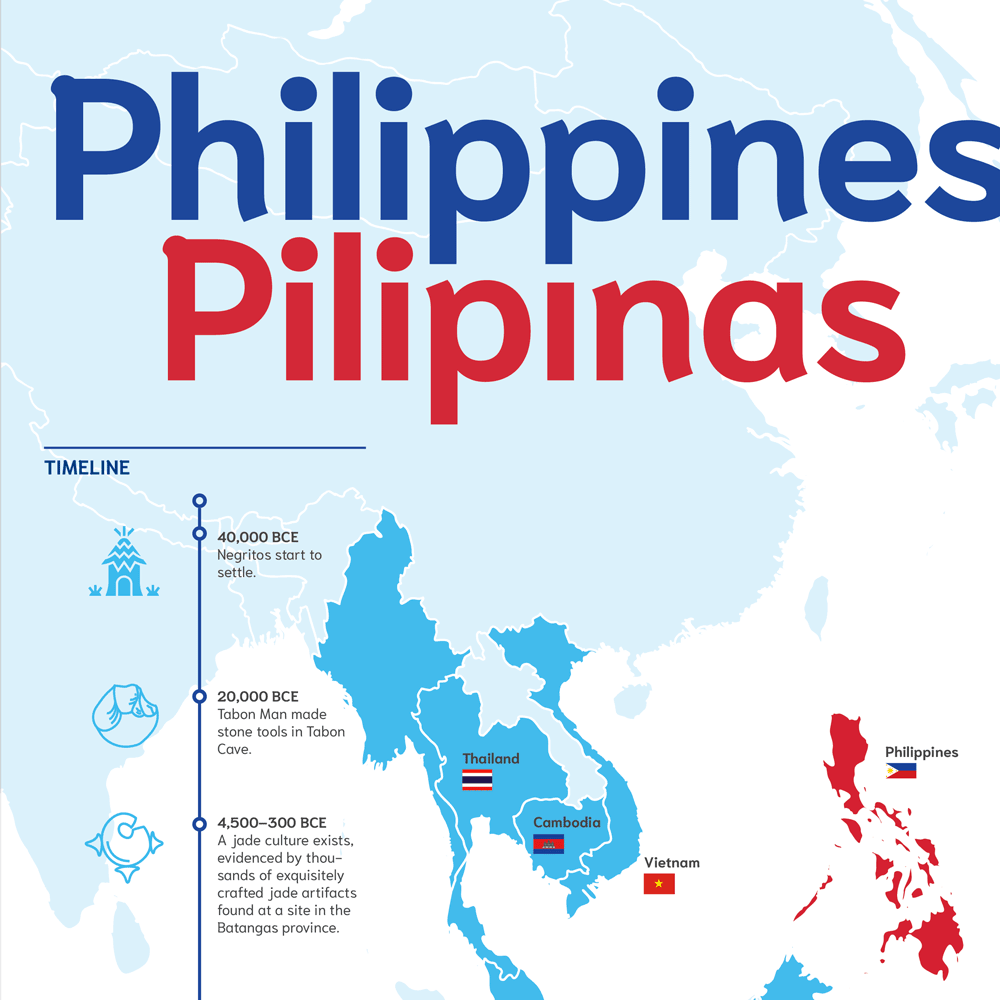 Philippines
Pilipinas
TIMELINE
40,000 BCE
Negritos start to
settle.
20,000 BCE
Tabon Man made
stone tools in Tabon
Cave.
4,500–300 BCE
A jade culture exists,
evidenced by thou-
sands of exquisitely
crafted jade artifacts
found at a site in the
Batangas province.
Thailand
Cambodia
Vietnam
Philippines